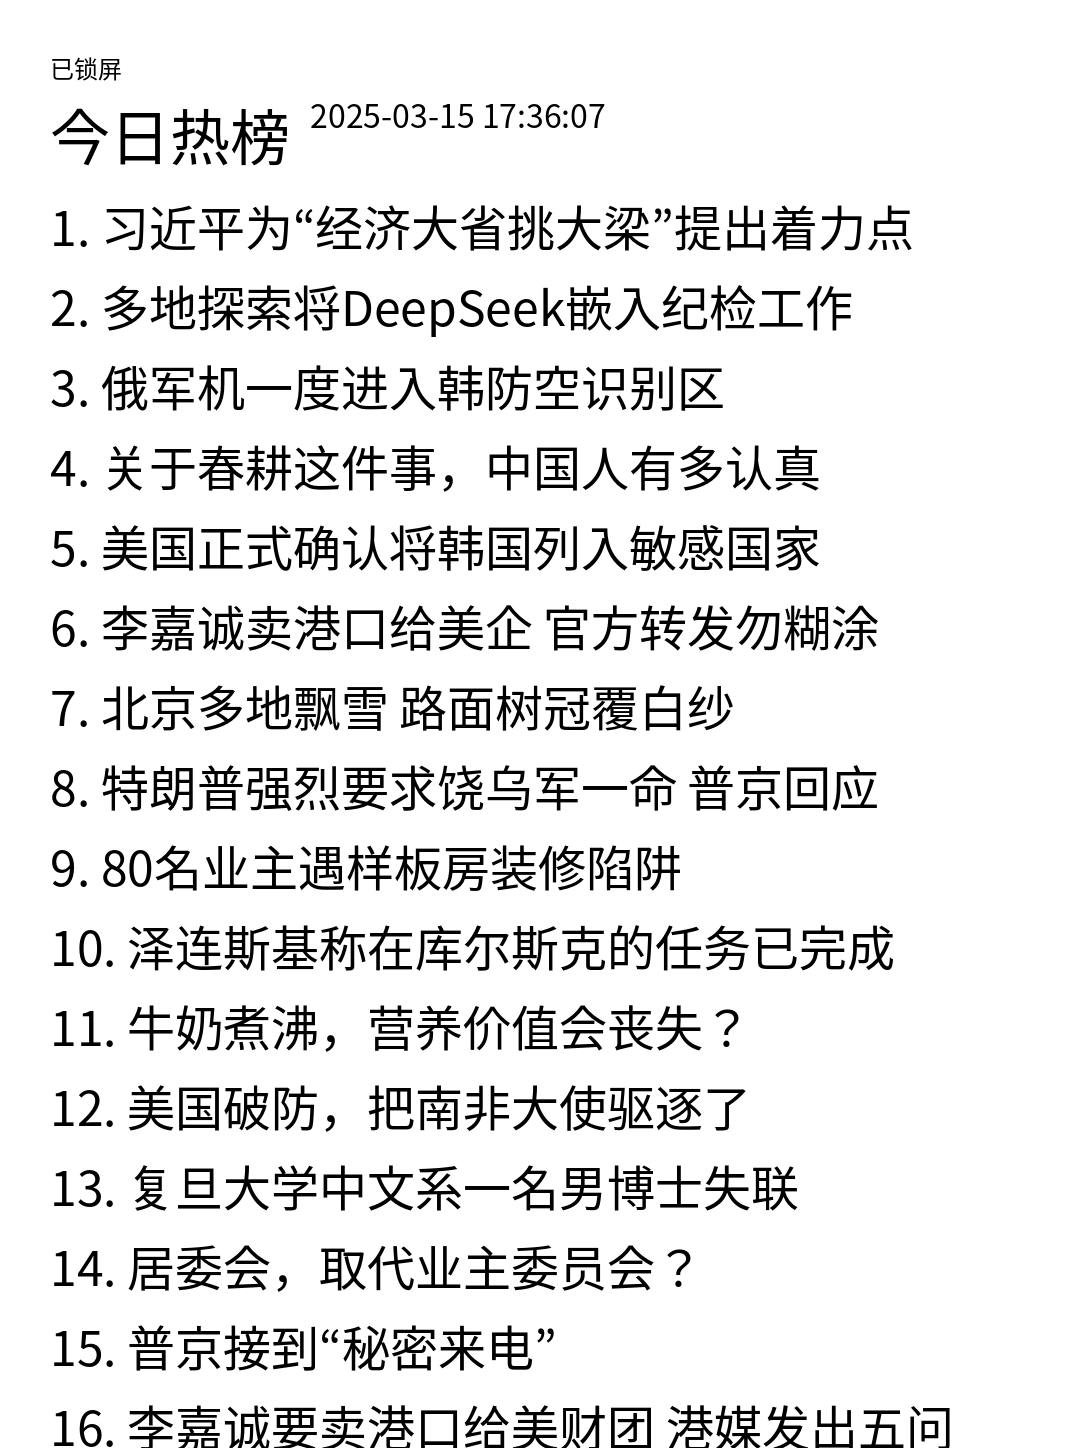 已锁屏
今日热榜 2025-03-15 17:36:07
1. 习近平为“经济大省挑大梁”提出着力点
2. 多地探索将DeepSeek嵌入纪检工作
3. 俄军机一度进入韩防空识别区
4. 关于春耕这件事，中国人有多认真
5. 美国正式确认将韩国列入敏感国家
6. 李嘉诚卖港口给美企 官方转发勿糊涂
7. 北京多地飘雪 路面树冠覆白纱
8. 特朗普强烈要求饶乌军一命 普京回应
9. 80名业主遇样板房装修陷阱
10. 泽连斯基称在库尔斯克的任务已完成
11. 牛奶煮沸，营养价值会丧失？
12. 美国破防，把南非大使驱逐了
13. 复旦大学中文系一名男博士失联
14. 居委会，取代业主委员会？
15. 普京接到“秘密来电”
16. 李嘉诚要卖港口给美财团 港媒发出五问